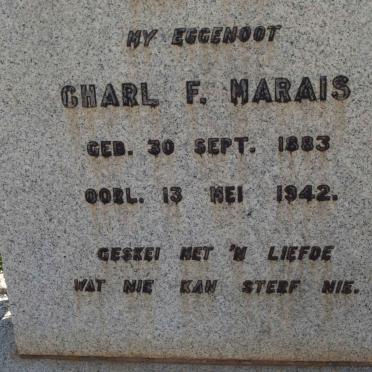 MY EGGENOOT
CHARL F. MARAIS
GEB. 30 SEPT. 1883
OORL. 13 MEI 1942.
GESKEI MET 'N LIEFDE
WAT NIE KAN STERF NIE.